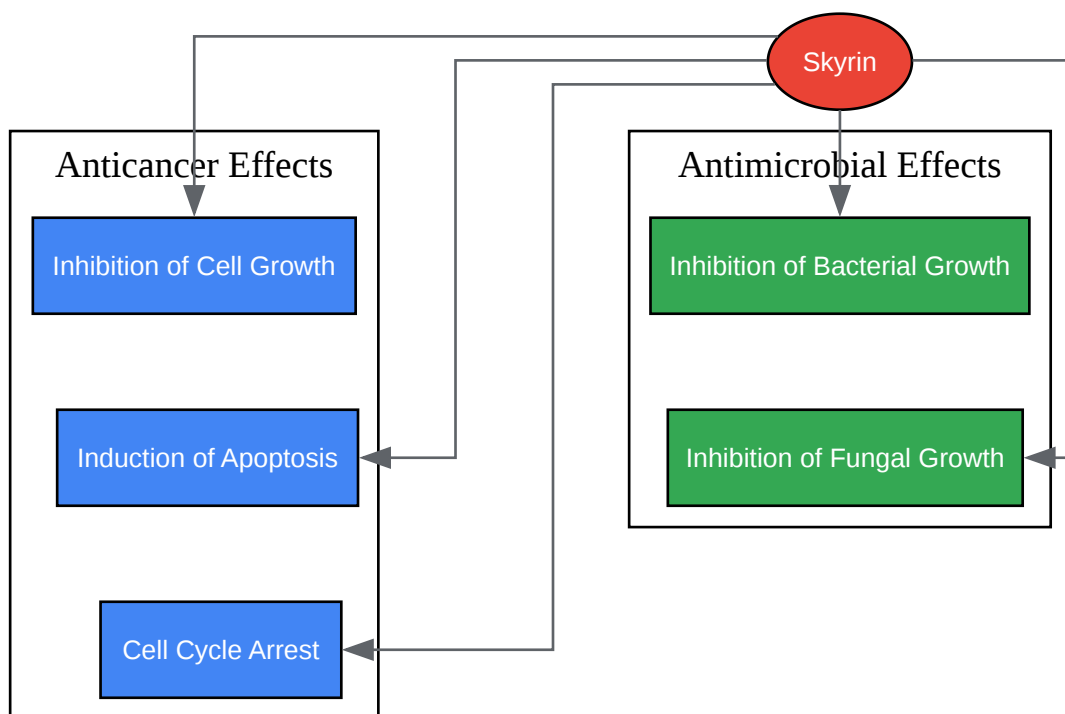 Skyrin
Anticancer Effects
Inhibition of Cell Growth
Induction of Apoptosis
Cell Cycle Arrest
Antimicrobial Effects
Inhibition of Bacterial Growth
Inhibition of Fungal Growth